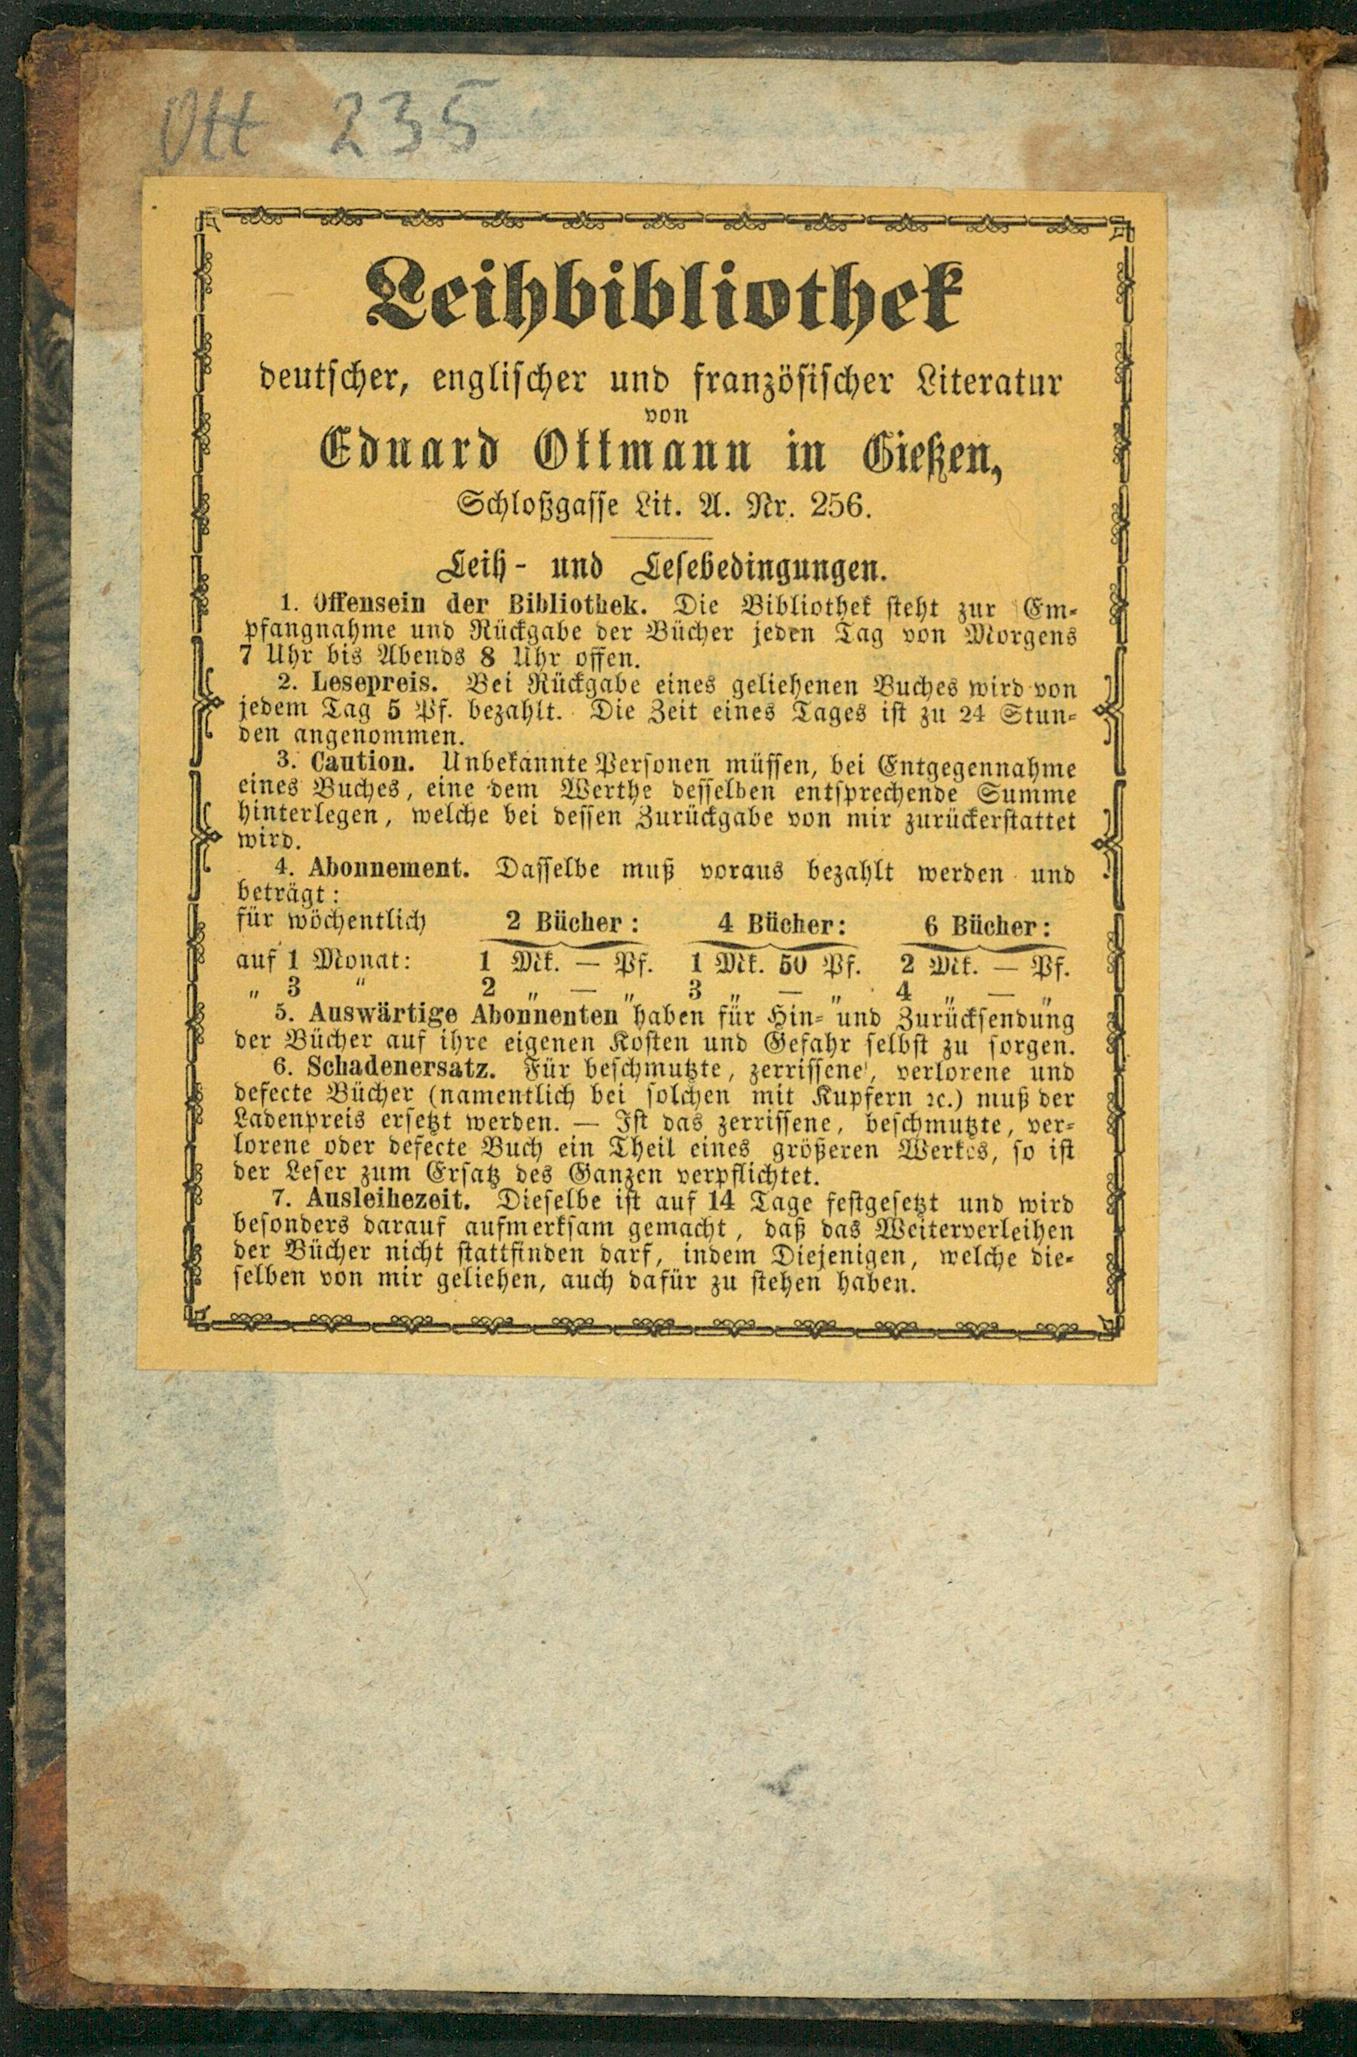 Ott 235
Leihbibliothek
deutscher, englischer und französischer Literatur
von
Eduard Ottmann in Gießen,
Schloßgasse Lit. A. Nr. 256.
Leih- und Lesebedingungen.
1. Offensein der Bibliothek. Die Bibliothek steht zur Em-
pfangnahme und Rückgabe der Bücher jeden Tag von Morgens
7 Uhr bis Abends 8 Uhr offen.
2. Lesepreis. Bei Rückgabe eines geliehenen Buches wird von
jedem Tag 5 Pf. bezahlt. Die Zeit eines Tages ist zu 24 Stun-
den angenommen.
3. Caution. Unbekannte Personen müssen, bei Entgegennahme
eines Buches, eine dem Werthe desselben entsprechende Summe
hinterlegen, welche bei dessen Zurückgabe von mir zurückerstattet
wird.
4. Abonnement. Dasselbe muß voraus bezahlt werden und
beträgt:
für wöchentlich 2 Bücher: 4 Bücher: 6 Bücher:
auf 1 Monat: 1 Mk. — Pf. 1 Mk. 50 Pf. 2 Mk. — Pf.
„ 3 „ 2 „ — „ 3 „ — „ 4 „ — „
5. Auswärtige Abonnenten haben für Hin- und Zurücksendung
der Bücher auf ihre eigenen Kosten und Gefahr selbst zu sorgen.
6. Schadenersatz. Für beschmutzte, zerrissene, verlorene und
defecte Bücher (namentlich bei solchen mit Kupfern ꝛc.) muß der
Ladenpreis ersetzt werden. — Ist das zerrissene, beschmutzte, ver-
lorene oder defecte Buch ein Theil eines größeren Werkes, so ist
der Leser zum Ersatz des Ganzen verpflichtet.
7. Ausleihezeit. Dieselbe ist auf 14 Tage festgesetzt und wird
besonders darauf aufmerksam gemacht, daß das Weiterverleihen
der Bücher nicht stattfinden darf, indem Diejenigen, welche die-
selben von mir geliehen, auch dafür zu stehen haben.